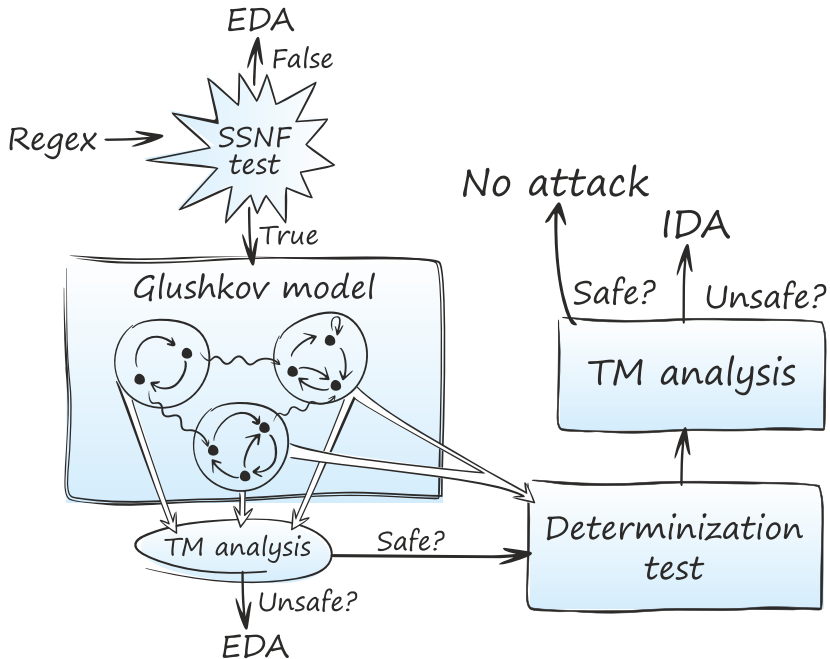 EDA
False
Regex
SSNF
test
True
Glushkov model
TM analysis
Safe?
Unsafe?
EDA
No attack
IDA
Safe?
Unsafe?
TM analysis
Determinization
test